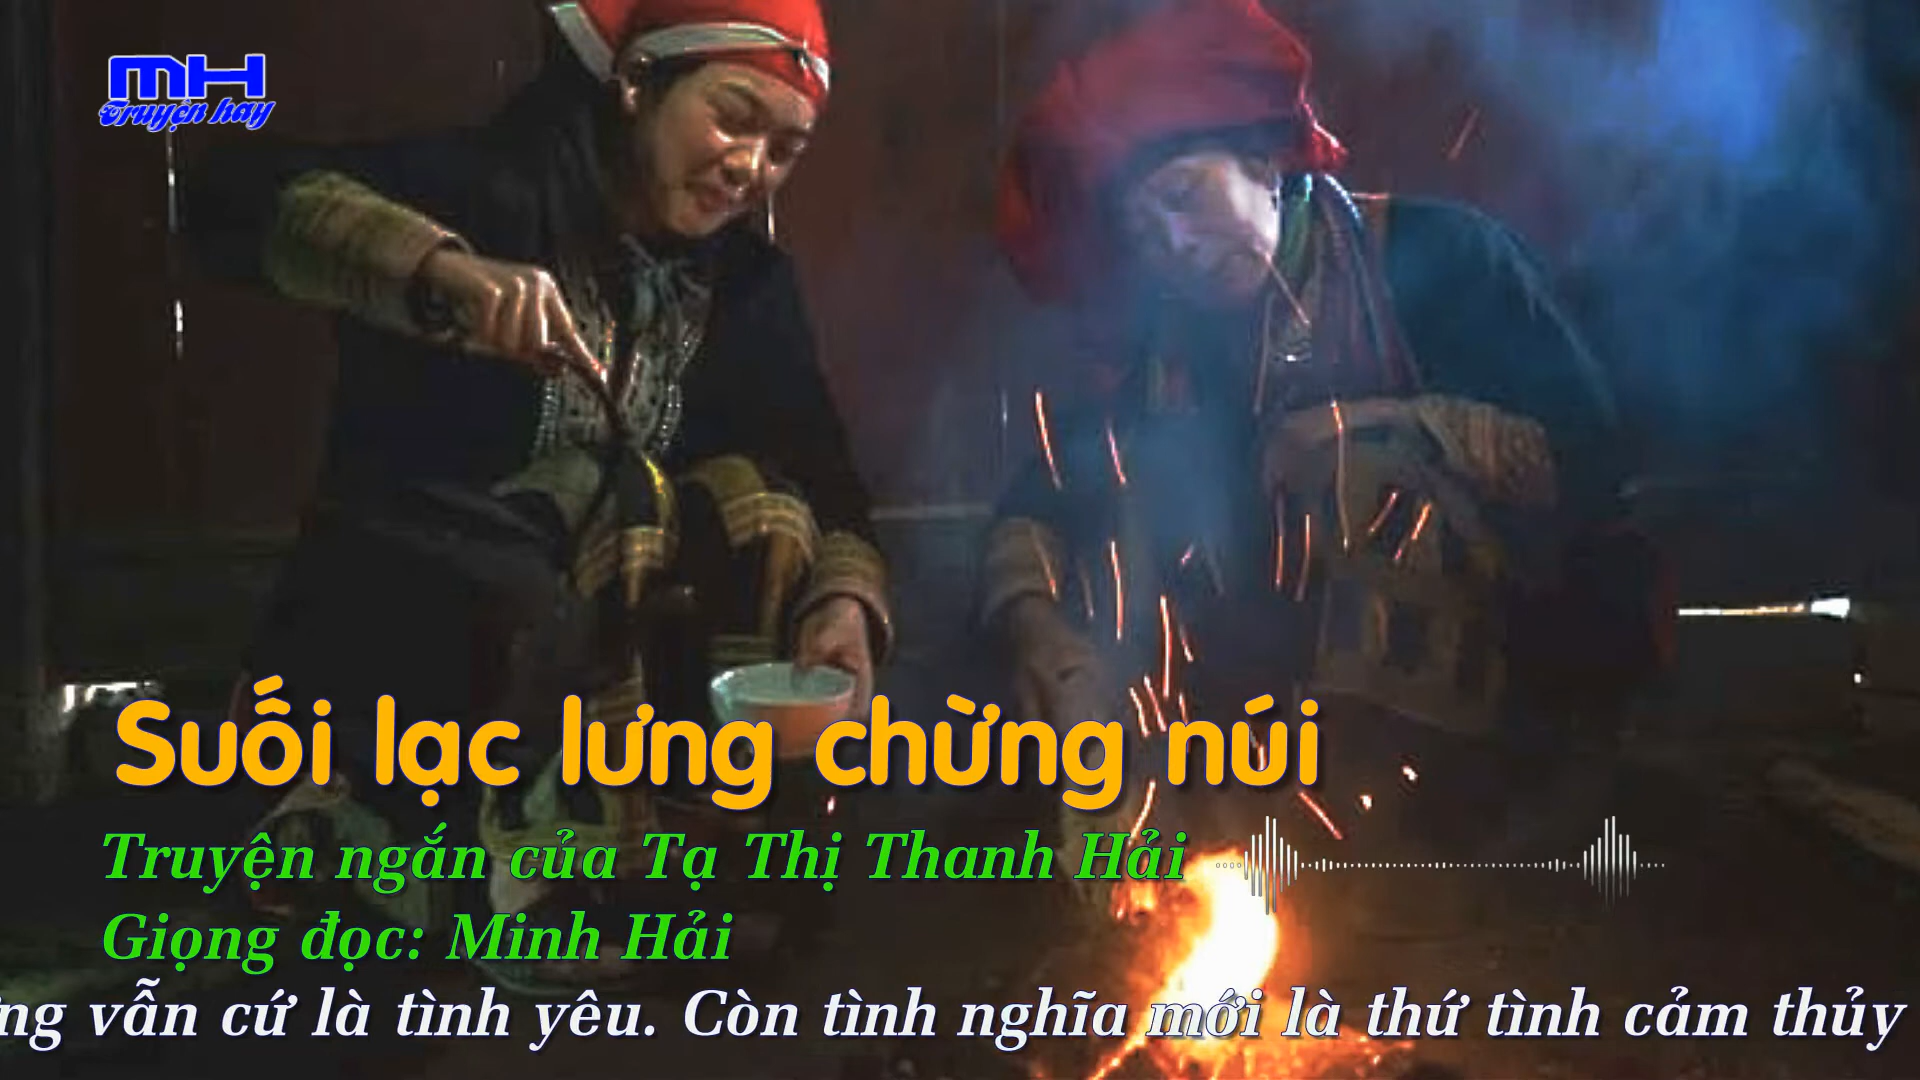 MH
Truyện hay
Suối lạc lưng chừng núi
Truyện ngắn của Tạ Thị Thanh Hải
Giọng đọc: Minh Hải
vẫn cứ là tình yêu. Còn tình nghĩa mới là thứ tình cảm thủy